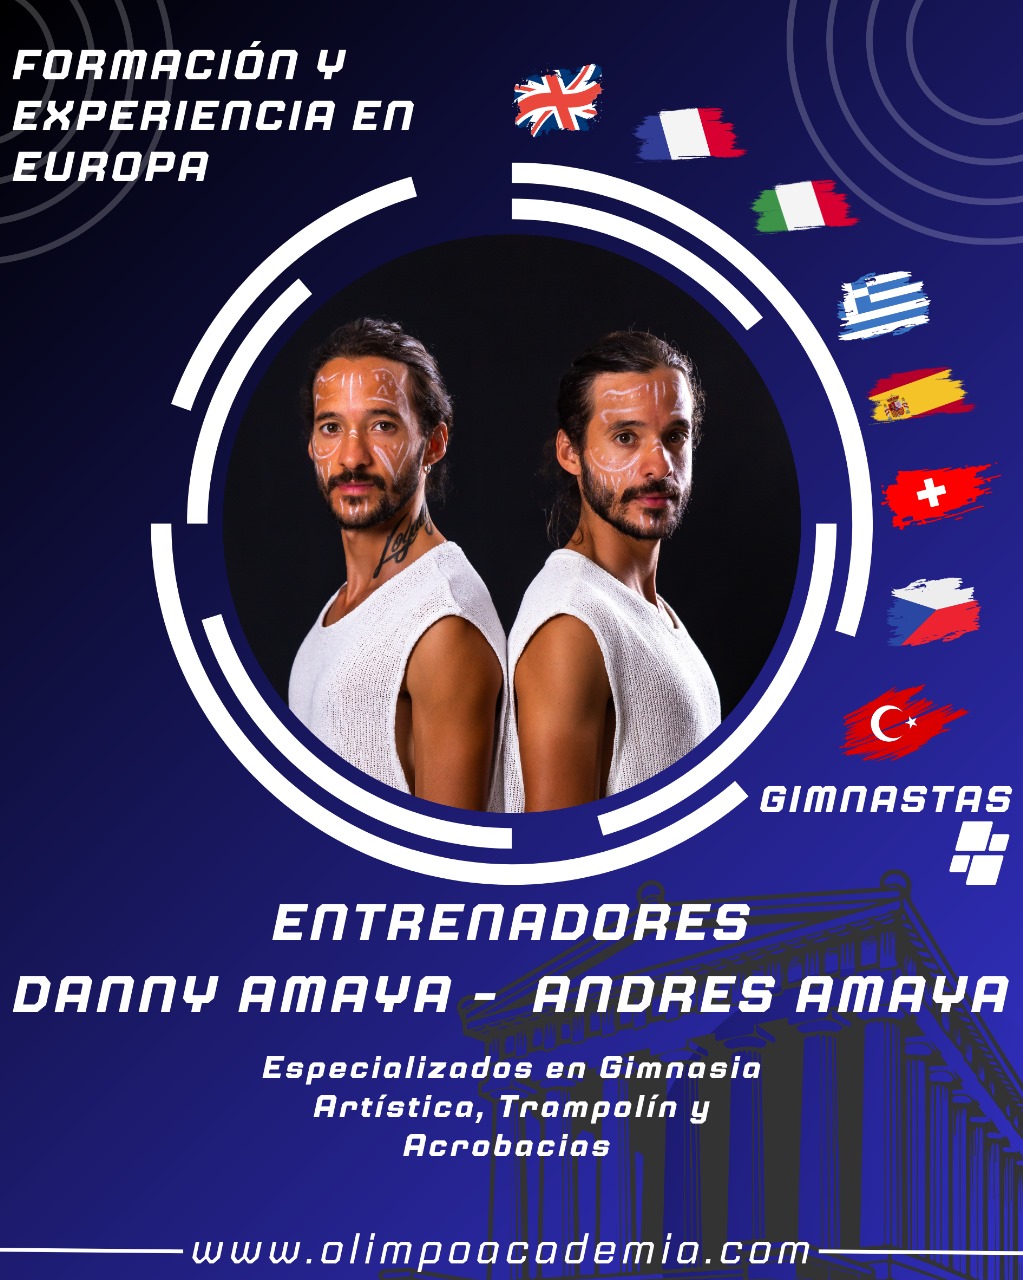 FORMACIÓN Y
EXPERIENCIA EN
EUROPA
GIMNASTAS
ENTRENADORES
DANNY AMAYA - ANDRES AMAYA
Especializados en Gimnasia
Artística, Trampolín y
Acrobacias
www.olimpoacademia.com